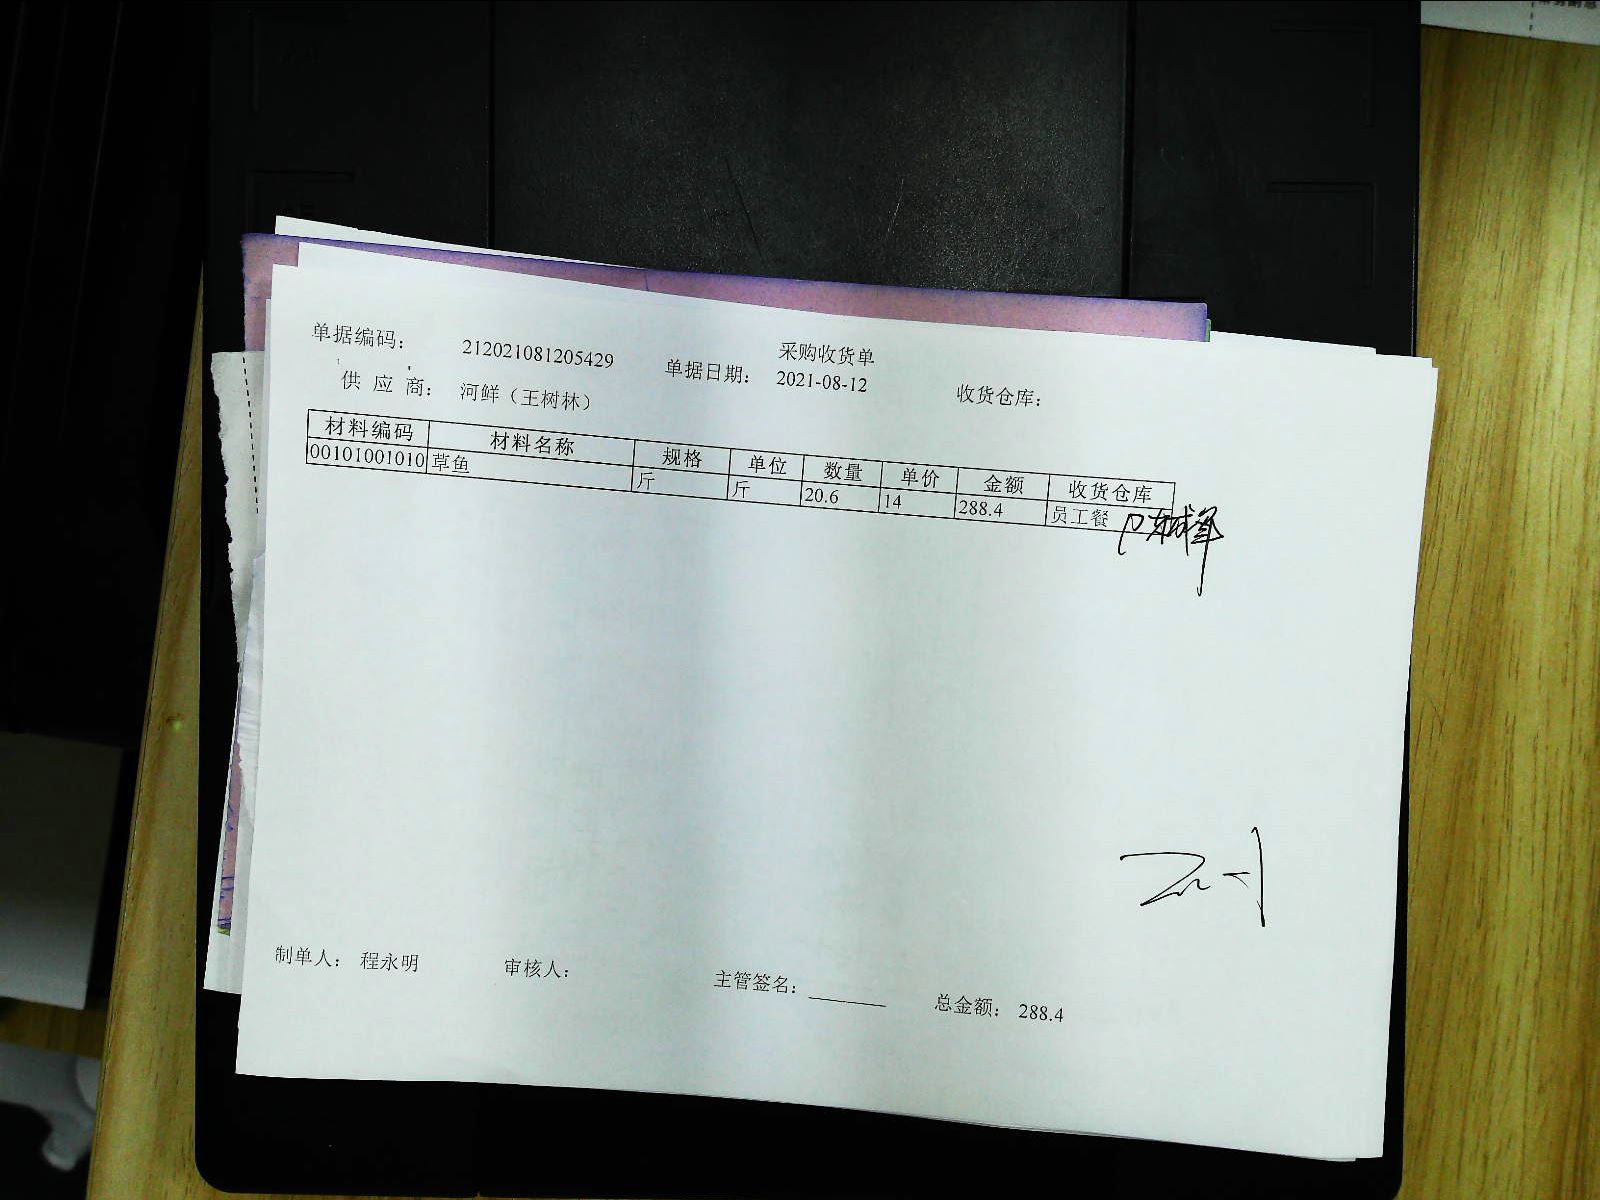 采购收货单
单据编码: 212021081205429 单据日期: 2021-08-12 收货仓库:
供 应 商: 河鲜（王树林）
材料编码 材料名称 规格 单位 数量 单价 金额 收货仓库
00101001010 草鱼 斤 斤 20.6 14 288.4 员工餐
制单人: 程永明 审核人: 主管签名: 总金额: 288.4